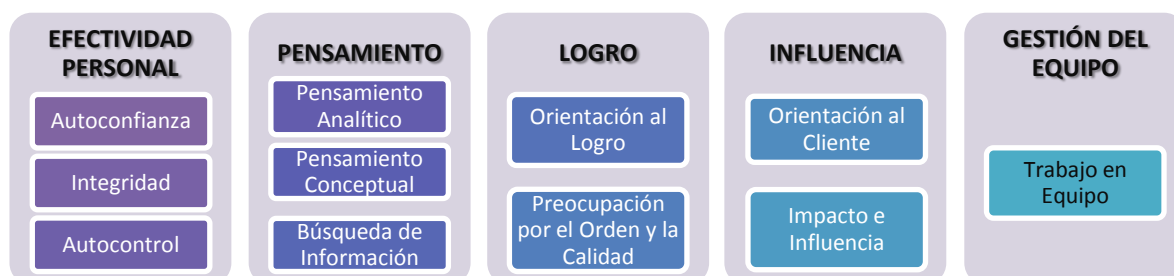 EFECTIVIDAD
PERSONAL
Autoconfianza
Integridad
Autocontrol
PENSAMIENTO
Pensamiento
Analítico
Pensamiento
Conceptual
Búsqueda de
Información
LOGRO
Orientación al
Logro
Preocupación
por el Orden y la
Calidad
INFLUENCIA
Orientación al
Cliente
Impacto e
Influencia
GESTIÓN DEL
EQUIPO
Trabajo en
Equipo